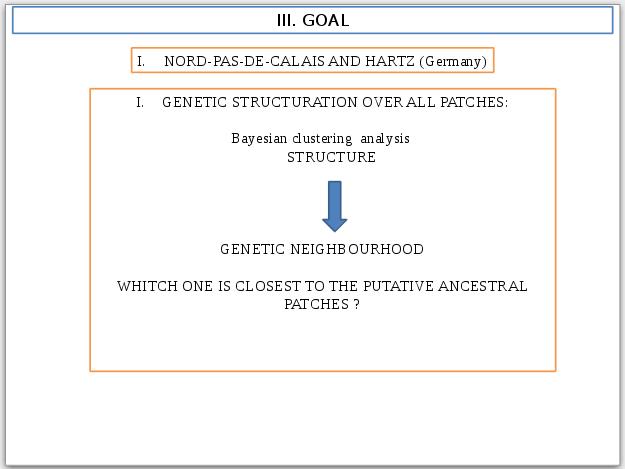 III. GOAL
I. NORD-PAS-DE-CALAIS AND HARTZ (Germany)
I. GENETIC STRUCTURATION OVER ALL PATCHES:
Bayesian clustering analysis
STRUCTURE
GENETIC NEIGHBOURHOOD
WHITCH ONE IS CLOSEST TO THE PUTATIVE ANCESTRAL
PATCHES ?